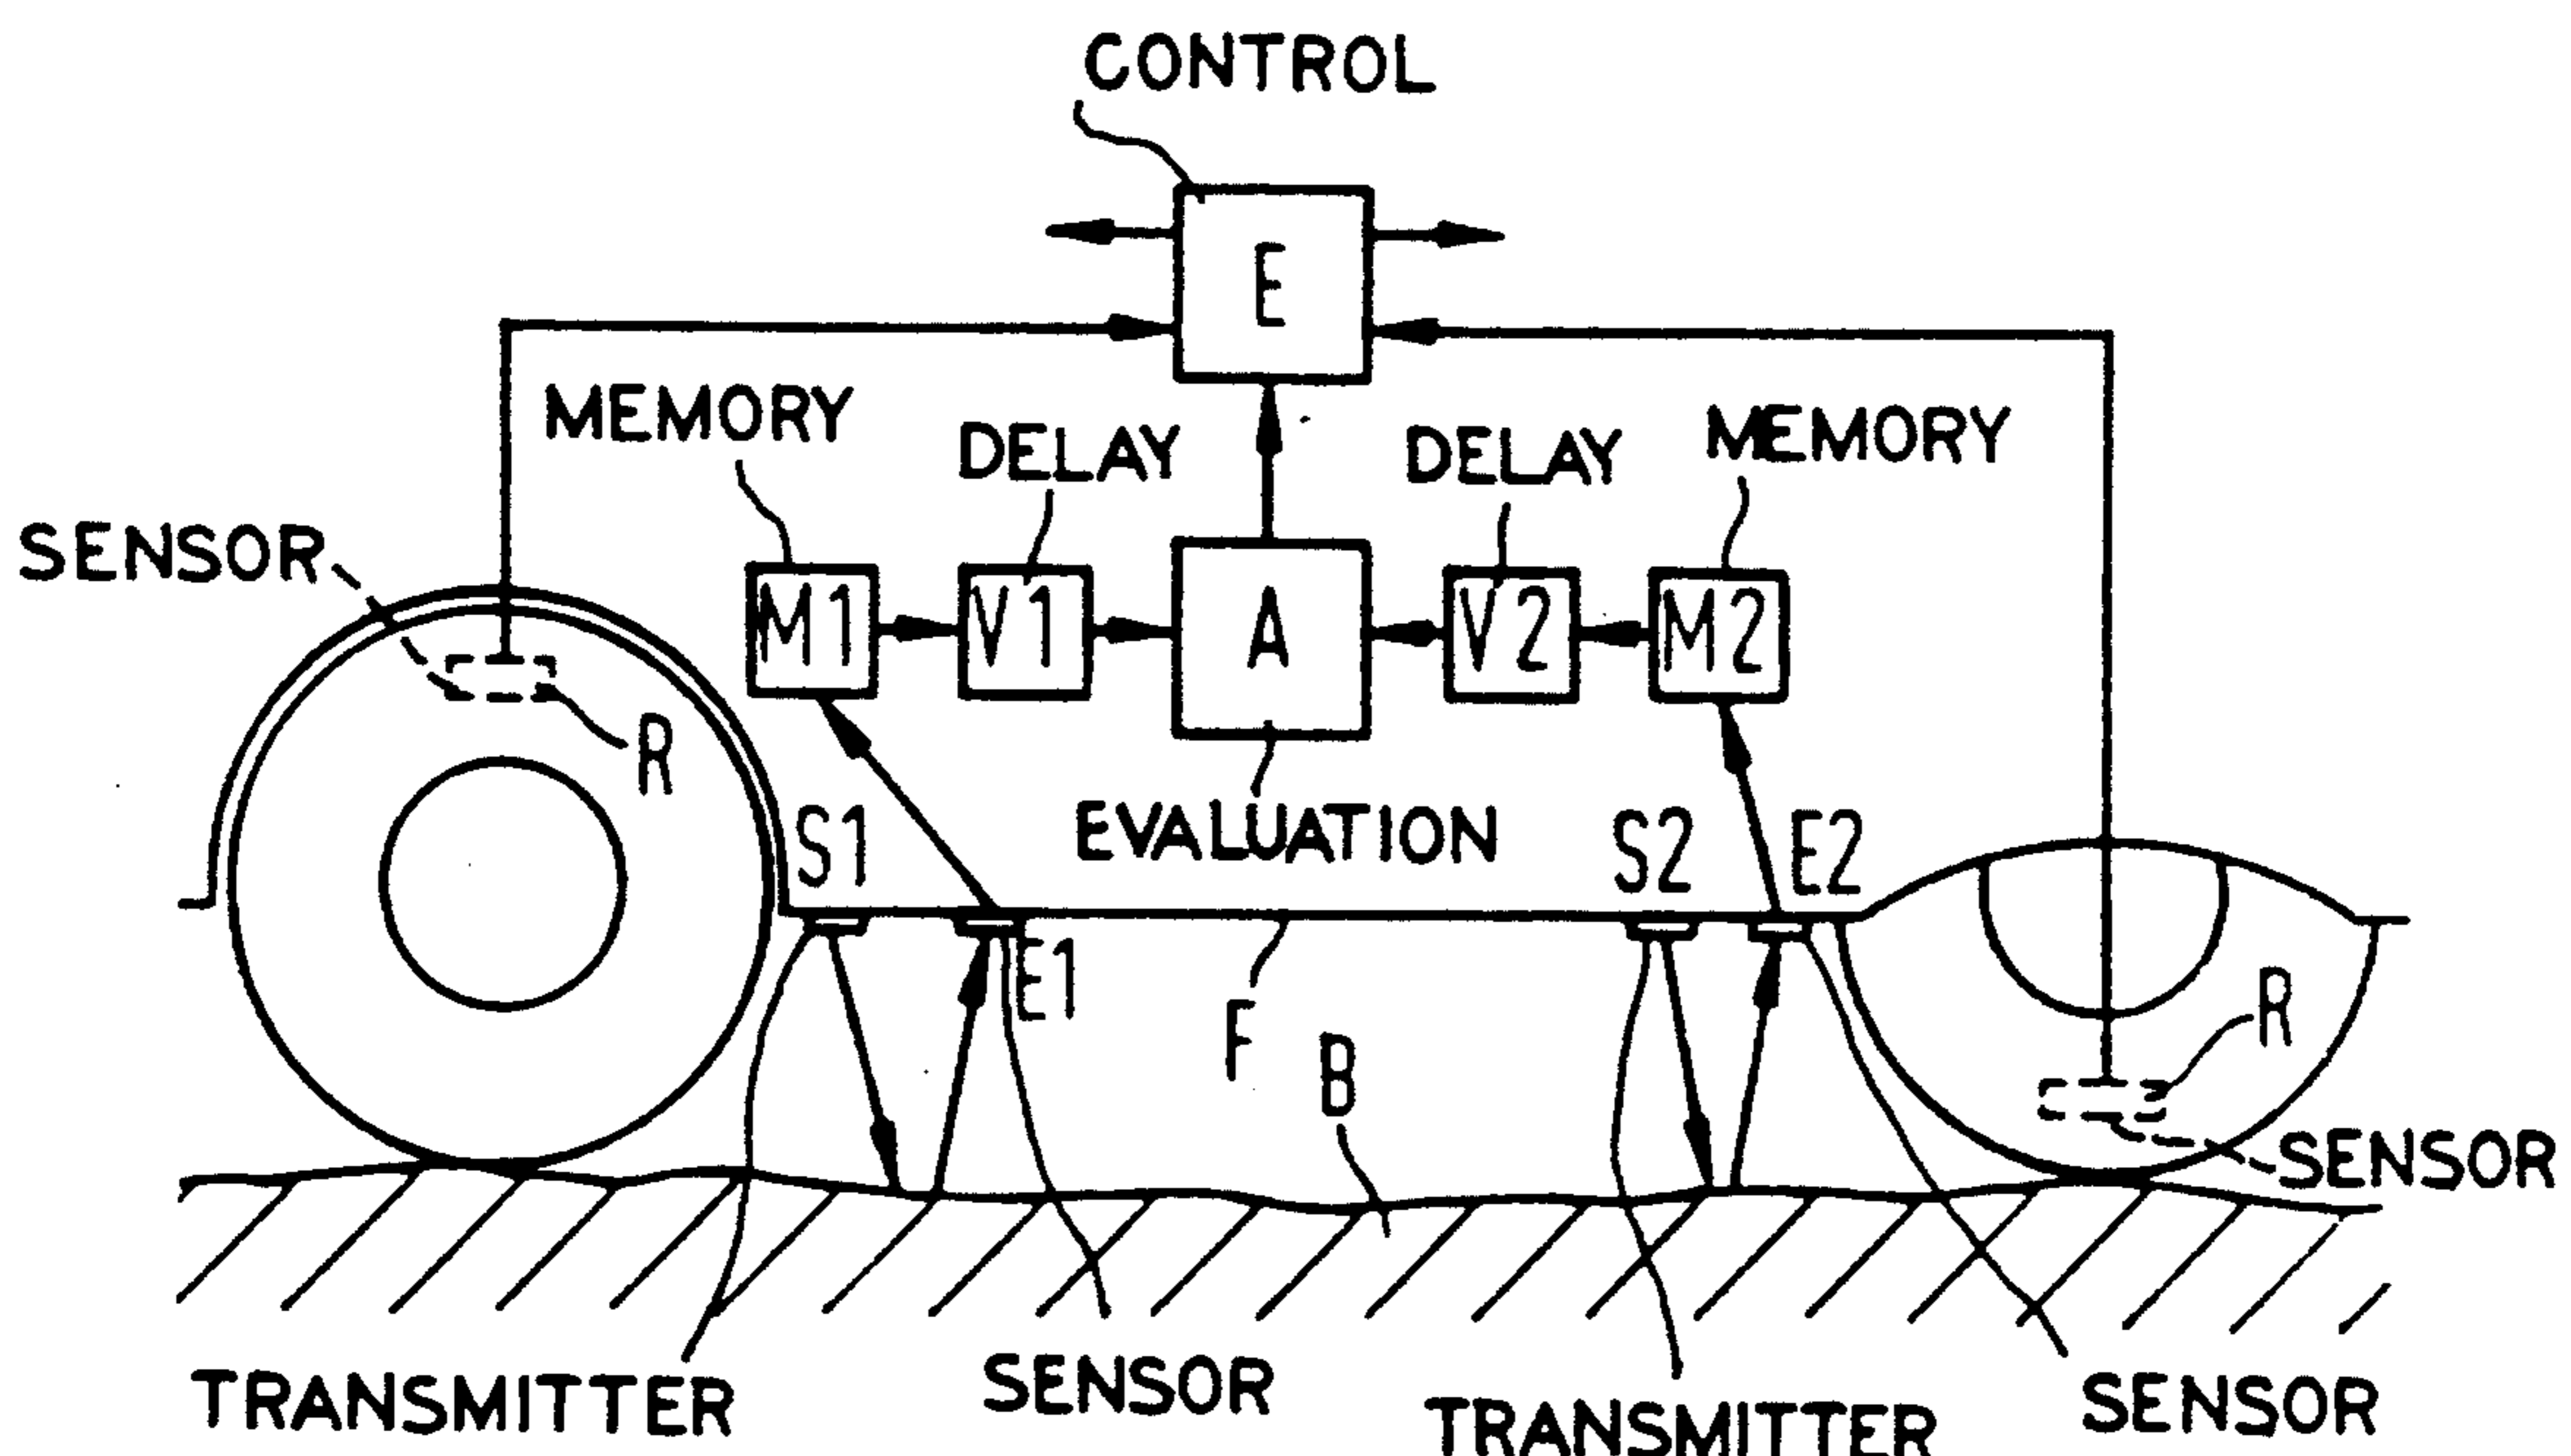 CONTROL
E
MEMORY
DELAY
DELAY
MEMORY
SENSOR
M1
V1
A
V2
M2
R
EVALUATION
S1
S2
E2
E1
F
B
R
SENSOR
TRANSMITTER
SENSOR
TRANSMITTER
SENSOR